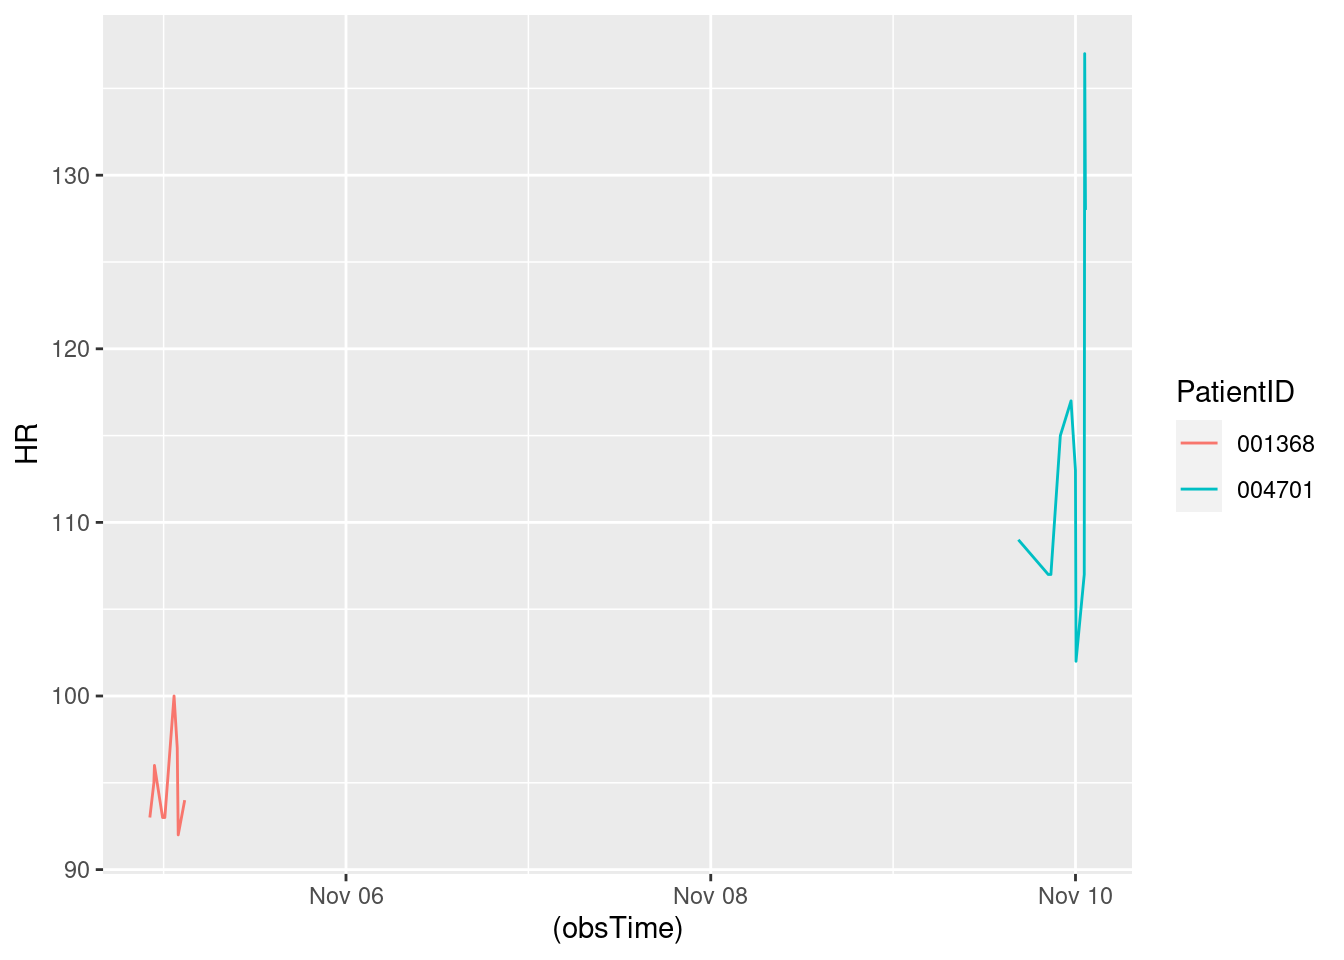 HR
130
120
110
100
90
Nov 06
Nov 08
Nov 10
(obsTime)
PatientID
001368
004701